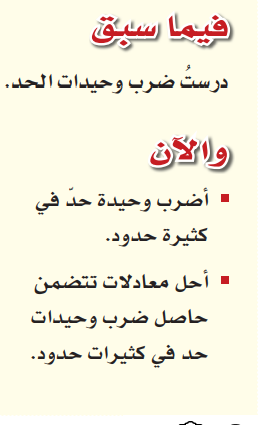 فيما سبق
درستُ ضرب وحيدات الحد.
والآن
▪ أضرب وحيدة حدّ في
كثيرة حدود.
▪ أحل معادلات تتضمن
حاصل ضرب وحيدات
حد في كثيرات حدود.